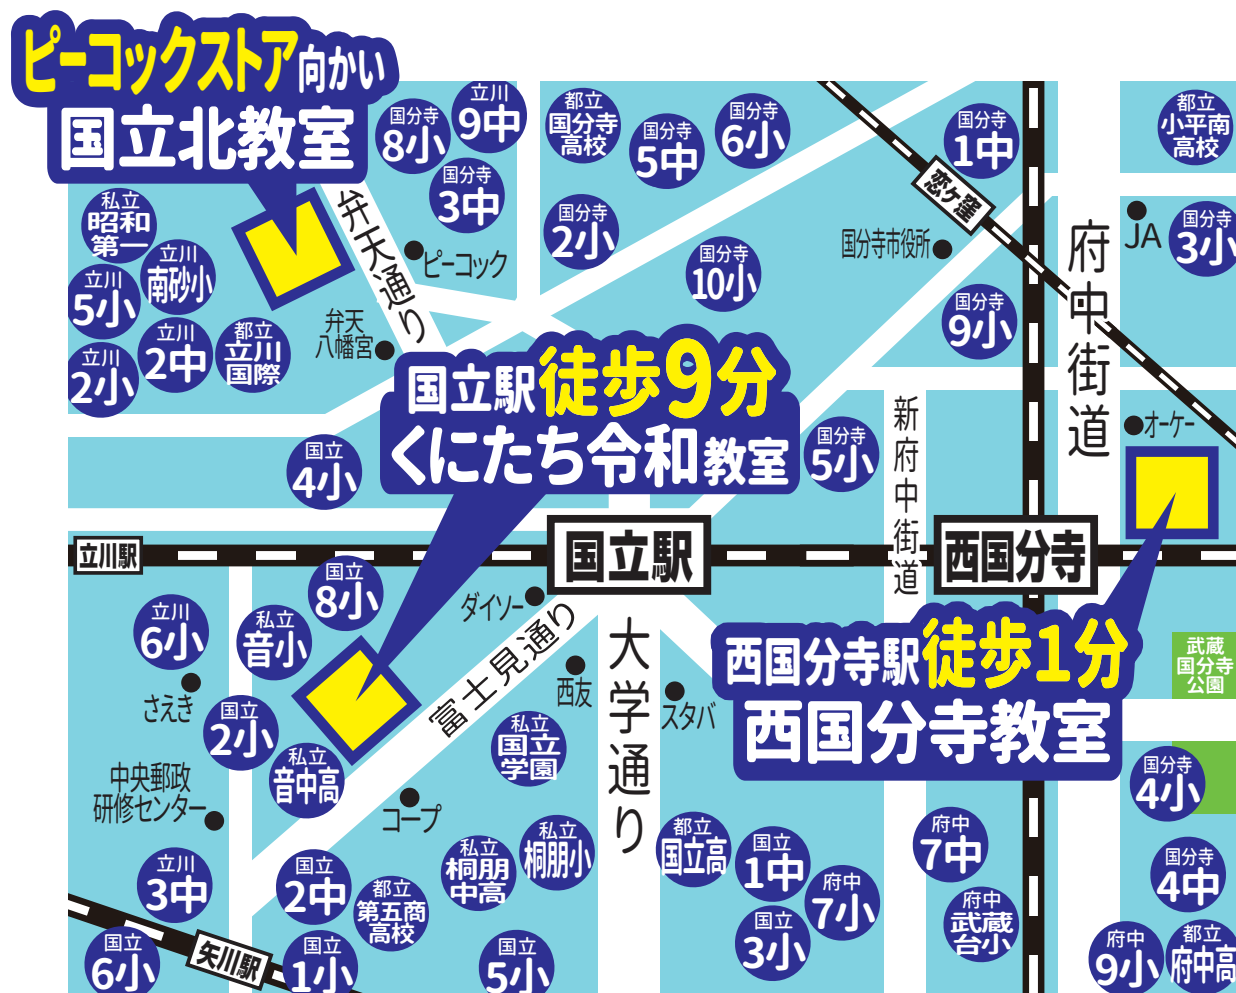 ピーコックストア向かい
国立北教室
国分寺
8小
立川
9中
都立
国分寺
高校
国分寺
5中
国分寺
6小
国分寺
1中
都立
小平南
高校
国分寺
3中
私立
昭和
第一
立川
南砂小
立川
5小
立川
2中
都立
立川
国際
立川
2小
弁天通り
ピーコック
弁天
八幡宮
国分寺
2小
国分寺
10小
国分寺市役所
恋ケ窪
国分寺
9小
府中街道
JA
国分寺
3小
国立駅徒歩9分
くにたち令和教室
国立
4小
国分寺
5小
新府中街道
オーケー
立川駅
国立駅
西国分寺
国立
8小
立川
6小
私立
音小
ダイソー
さえき
国立
2小
私立
音中高
富士見通り
西友
大学通り
スタバ
西国分寺駅徒歩1分
西国分寺教室
武蔵
国分寺
公園
私立
国立
学園
中央郵政
研修センター
コープ
国分寺
4小
立川
3中
国立
2中
都立
第五商
高校
私立
桐朋
中高
私立
桐朋小
都立
国立高
国立
1中
府中
7小
国立
3小
府中
7中
府中
武蔵
台小
国分寺
4中
国立
6小
矢川駅
国立
1小
国立
5小
府中
9小
都立
府中高